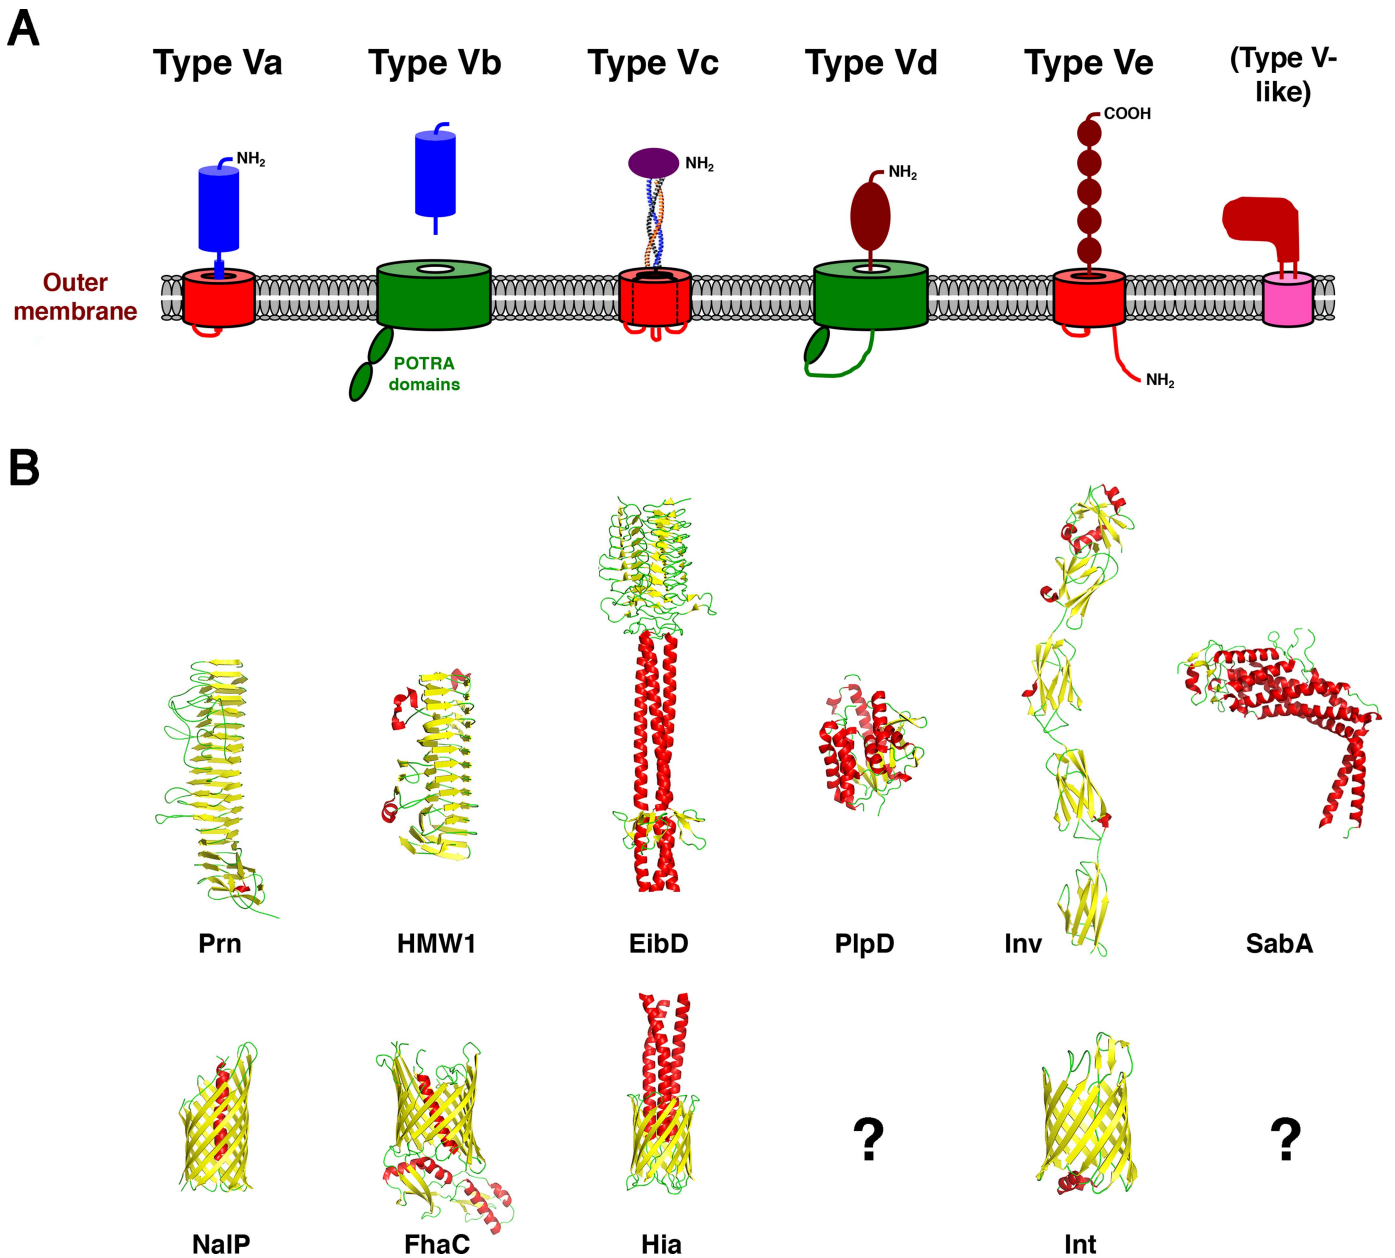 A
Type Va
Type Vb
Type Vc
Type Vd
Type Ve
(Type V-
like)
COOH
NH2
NH2
NH2
Outer
membrane
POTRA
domains
NH2
B
Prn
HMW1
EibD
PlpD
Inv
SabA
?
?
NalP
FhaC
Hia
Int